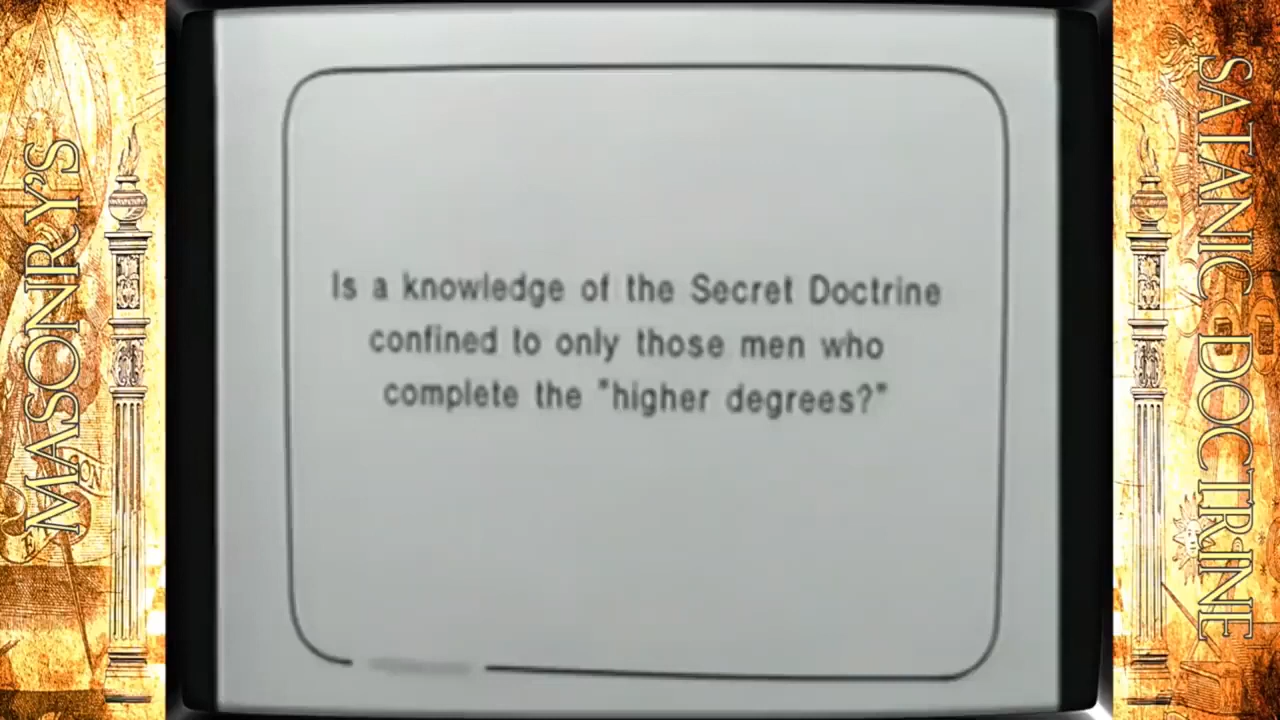 MASONRY'S
Is a knowledge of the Secret Doctrine
confined to only those men who
complete the "higher degrees?"
SATANIC DOCTRINE